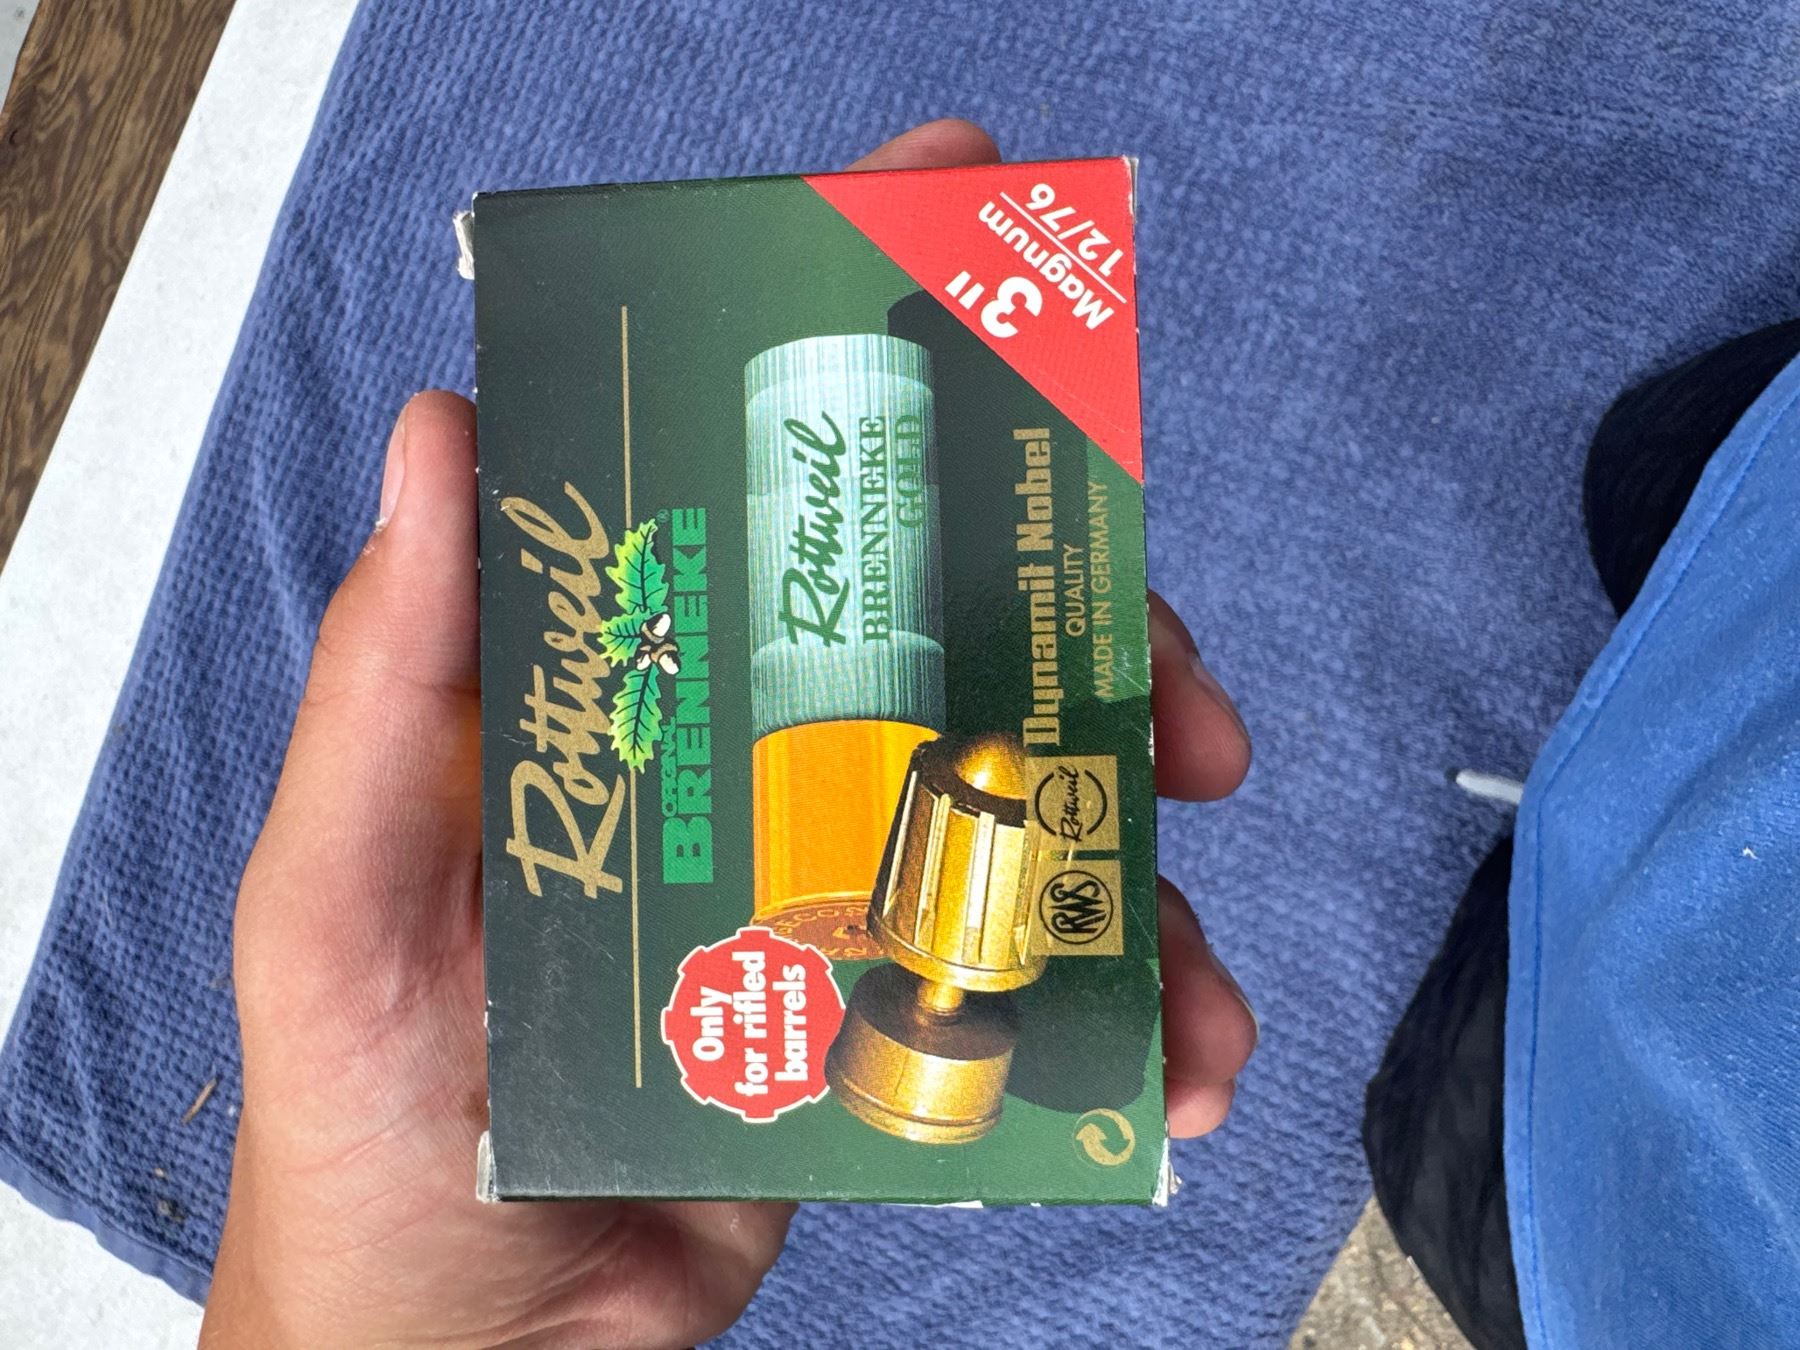 3"
Magnum
12/76
Rottweil
ORIGINAL
BRENNEKE®
Rottweil
BRENNEKE
GOLD
Only
for rifled
barrels
Dynamit Nobel
QUALITY
MADE IN GERMANY
RWS
Rottweil